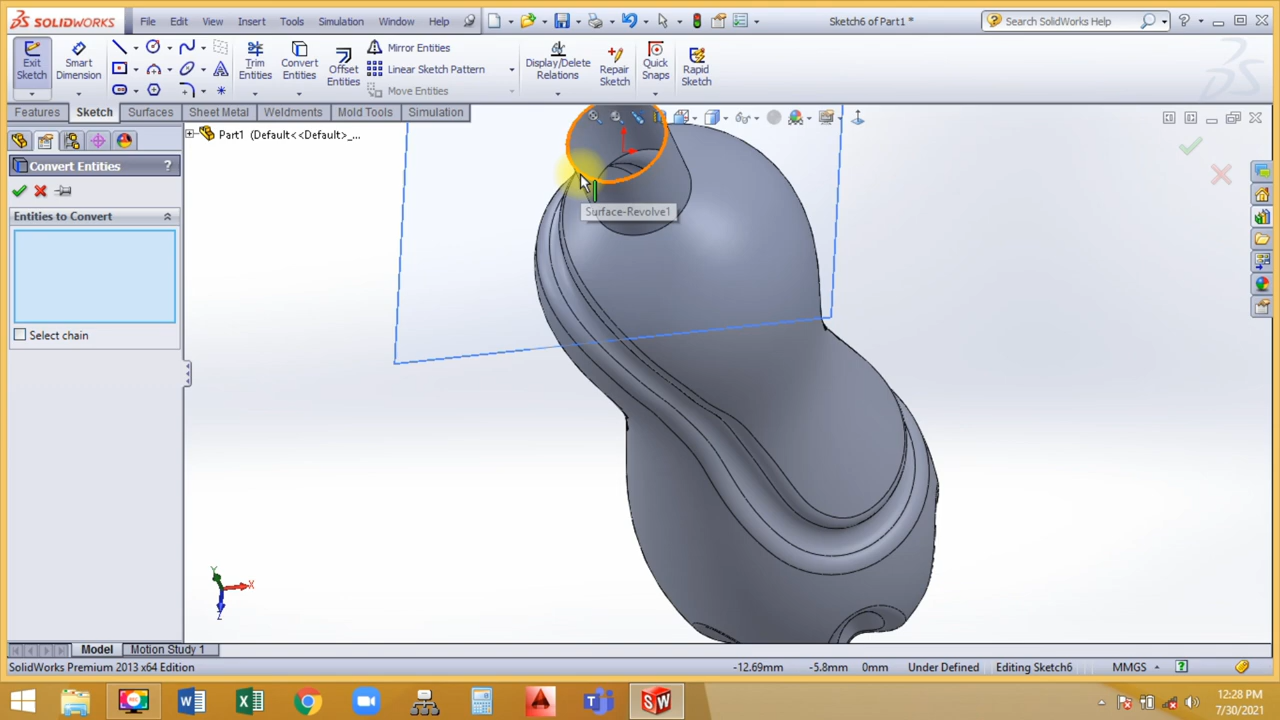 SOLIDWORKS File Edit View Insert Tools Simulation Window Help Sketch6 of Part1 * Search SolidWorks Help
Exit Sketch
Smart Dimension
Trim Entities
Convert Entities
Offset Entities
Mirror Entities
Linear Sketch Pattern
Move Entities
Display/Delete Relations
Repair Sketch
Quick Snaps
Rapid Sketch
Features Sketch Surfaces Sheet Metal Weldments Mold Tools Simulation
Part1 (Default<<Default>_...
Convert Entities ?
Entities to Convert
Select chain
Surface-Revolve1
Y
X
Z
Model Motion Study 1
SolidWorks Premium 2013 x64 Edition -12.69mm -5.8mm 0mm Under Defined Editing Sketch6 MMGS
12:28 PM
7/30/2021